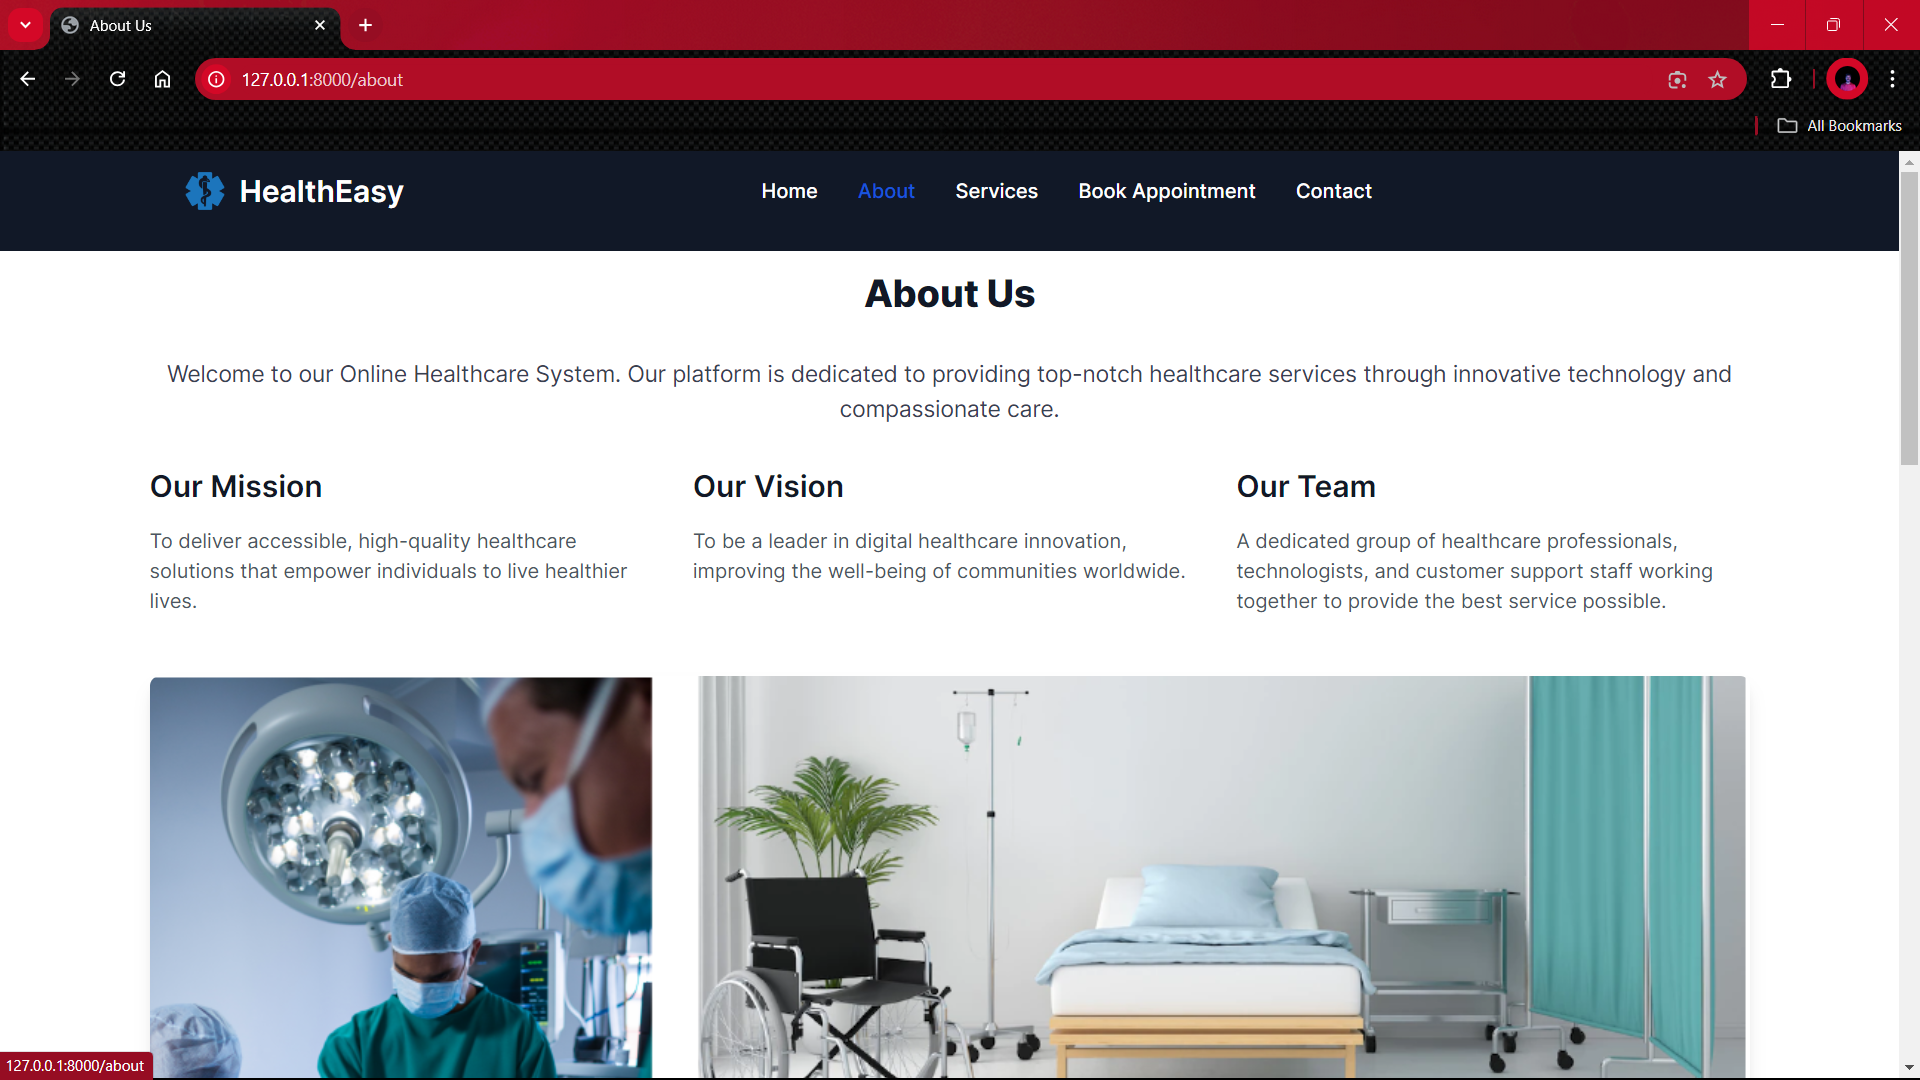 About Us
127.0.0.1:8000/about
All Bookmarks
HealthEasy
Home
About
Services
Book Appointment
Contact
About Us
Welcome to our Online Healthcare System. Our platform is dedicated to providing top-notch healthcare services through innovative technology and
compassionate care.
Our Mission
To deliver accessible, high-quality healthcare
solutions that empower individuals to live healthier
lives.
Our Vision
To be a leader in digital healthcare innovation,
improving the well-being of communities worldwide.
Our Team
A dedicated group of healthcare professionals,
technologists, and customer support staff working
together to provide the best service possible.
127.0.0.1:8000/about